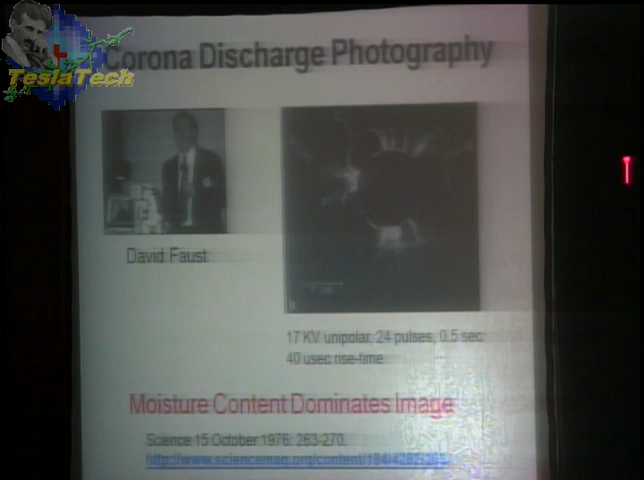 TeslaTech
Corona Discharge Photography
David Faust
17 KV unipolar, 24 pulses, 0.5 sec
40 usec rise-time
Moisture Content Dominates Image
Science 15 October 1976: 263-270.